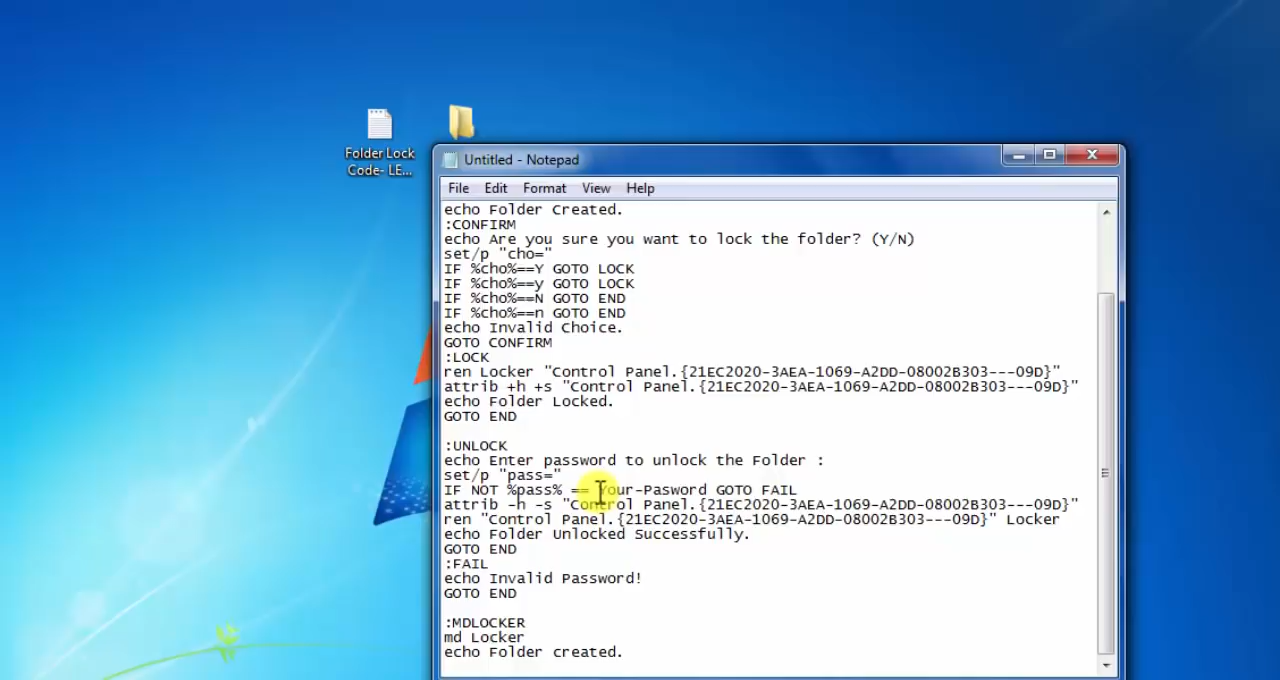 Folder Lock
Code- LE...
Untitled - Notepad
File Edit Format View Help
echo Folder Created.
:CONFIRM
echo Are you sure you want to lock the folder? (Y/N)
set/p "cho="
IF %cho%==Y GOTO LOCK
IF %cho%==y GOTO LOCK
IF %cho%==N GOTO END
IF %cho%==n GOTO END
echo Invalid Choice.
GOTO CONFIRM
:LOCK
ren Locker "Control Panel.{21EC2020-3AEA-1069-A2DD-08002B303---09D}"
attrib +h +s "Control Panel.{21EC2020-3AEA-1069-A2DD-08002B303---09D}"
echo Folder Locked.
GOTO END
:UNLOCK
echo Enter password to unlock the Folder :
set/p "pass="
IF NOT %pass% == Your-Pasword GOTO FAIL
attrib -h -s "Control Panel.{21EC2020-3AEA-1069-A2DD-08002B303---09D}"
ren "Control Panel.{21EC2020-3AEA-1069-A2DD-08002B303---09D}" Locker
echo Folder Unlocked Successfully.
GOTO END
:FAIL
echo Invalid Password!
GOTO END
:MDLOCKER
md Locker
echo Folder created.